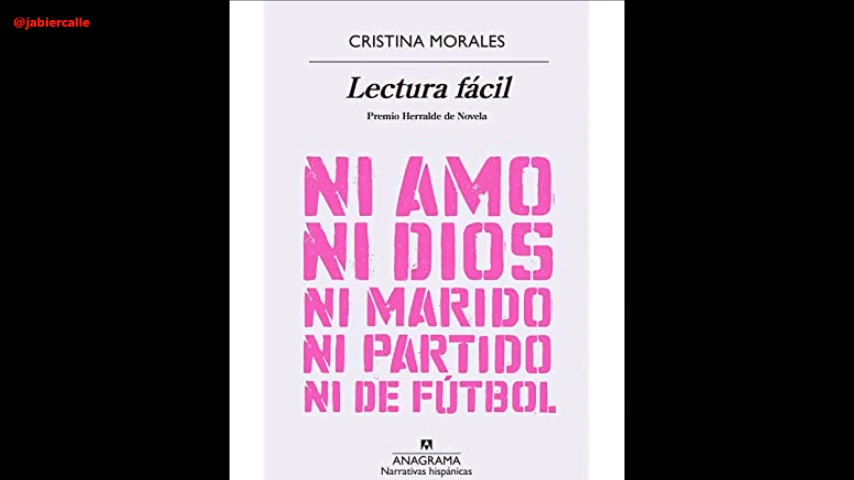 @jabiercalle
CRISTINA MORALES
Lectura fácil
Premio Herralde de Novela
NI AMO
NI DIOS
NI MARIDO
NI PARTIDO
NI DE FÚTBOL
ANAGRAMA
Narrativas hispánicas